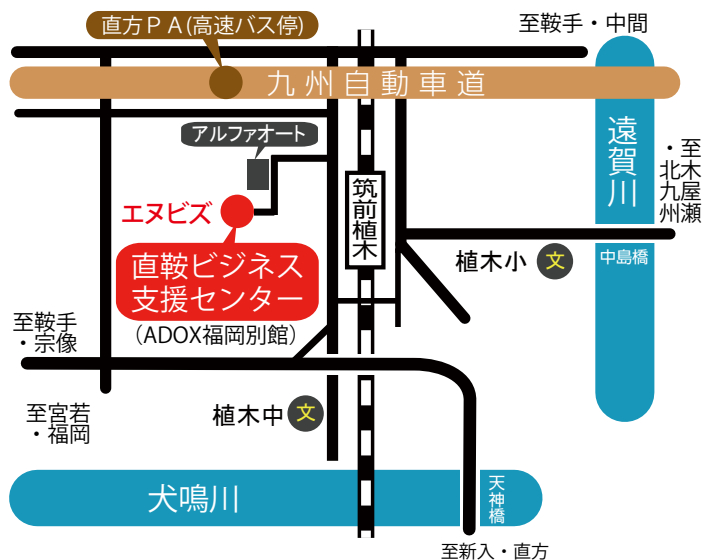 直方PA(高速バス停)
至鞍手・中間
九州自動車道
アルファオート
遠賀川
至木屋瀬
・北九州
筑前植木
エヌビズ
直鞍ビジネス
支援センター
(ADOX福岡別館)
植木小
文
中島橋
至鞍手
・宗像
至宮若
・福岡
植木中
文
犬鳴川
天神橋
至新入・直方